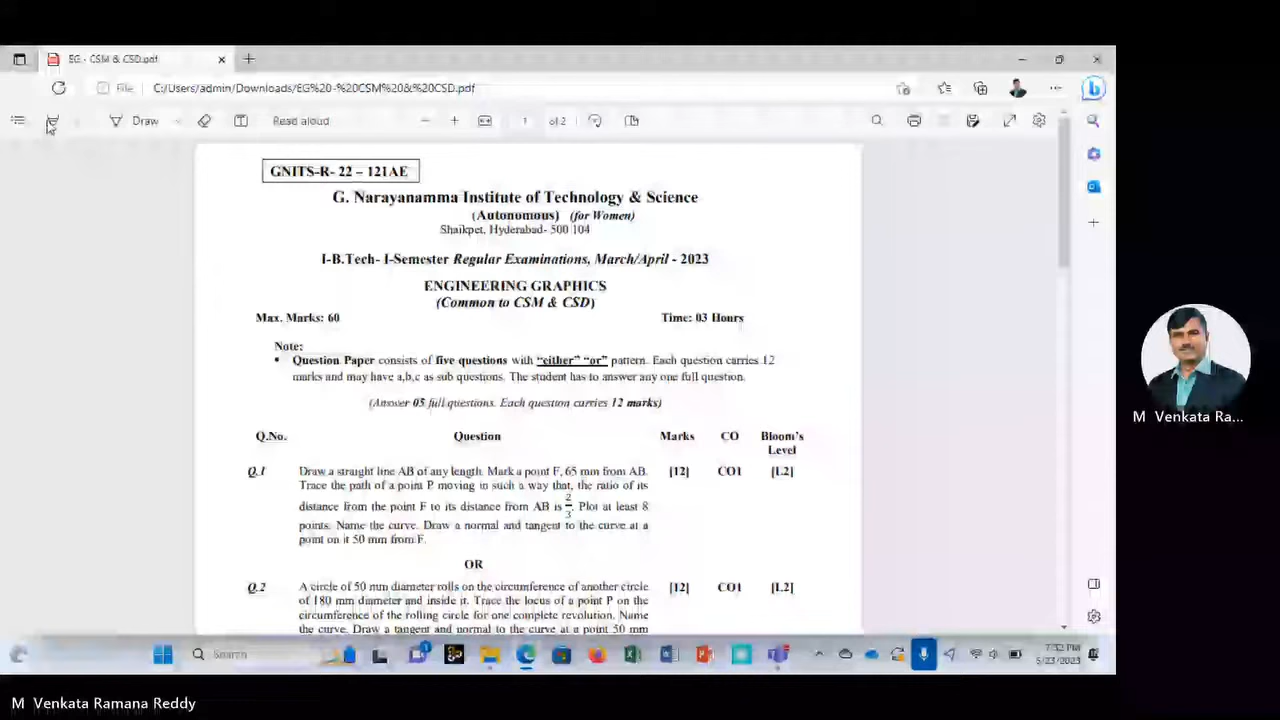 EG - CSM & CSD.pdf
File
C:/Users/admin/Downloads/EG%20-%20CSM%20&%20CSD.pdf
Draw
Read aloud
1 of 2
GNITS-R- 22 – 121AE
G. Narayanamma Institute of Technology & Science
(Autonomous) (for Women)
Shaikpet, Hyderabad- 500 104
I-B.Tech- I-Semester Regular Examinations, March/April - 2023
ENGINEERING GRAPHICS
(Common to CSM & CSD)
Max. Marks: 60 Time: 03 Hours
Note:
• Question Paper consists of five questions with “either” “or” pattern. Each question carries 12
marks and may have a,b,c as sub questions. The student has to answer any one full question.
(Answer 05 full questions. Each question carries 12 marks)
Q.No. Question Marks CO Bloom's
Level
Q.1 Draw a straight line AB of any length. Mark a point F, 65 mm from AB. [12] CO1 [L2]
Trace the path of a point P moving in such a way that, the ratio of its
distance from the point F to its distance from AB is 2/3. Plot at least 8
points. Name the curve. Draw a normal and tangent to the curve at a
point on it 50 mm from F.
OR
Q.2 A circle of 50 mm diameter rolls on the circumference of another circle [12] CO1 [L2]
of 180 mm diameter and inside it. Trace the locus of a point P on the
circumference of the rolling circle for one complete revolution. Name
the curve. Draw a tangent and normal to the curve at a point 50 mm
M Venkata Ra...
Search
7:32 PM
5/23/2023
M Venkata Ramana Reddy